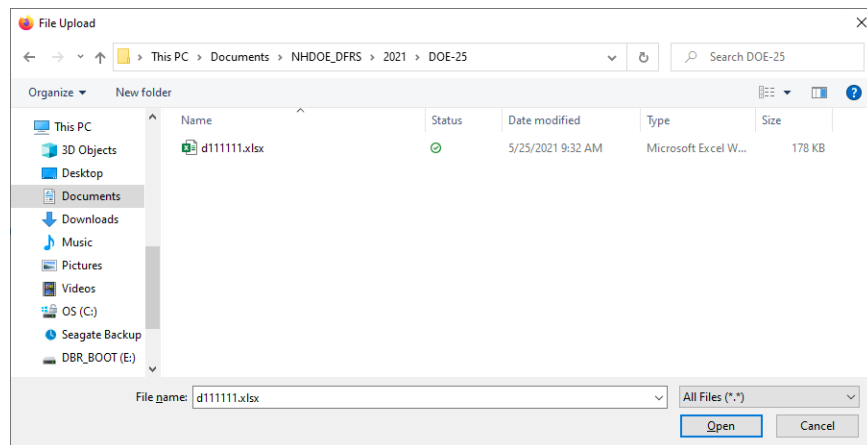 File Upload
This PC > Documents > NHDOE_DFRS > 2021 > DOE-25
Search DOE-25
Organize
New folder
Name
Status
Date modified
Type
Size
d111111.xlsx
5/25/2021 9:32 AM
Microsoft Excel W...
178 KB
This PC
3D Objects
Desktop
Documents
Downloads
Music
Pictures
Videos
OS (C:)
Seagate Backup
DBR_BOOT (E:)
File name:
d111111.xlsx
All Files (*.*)
Open
Cancel